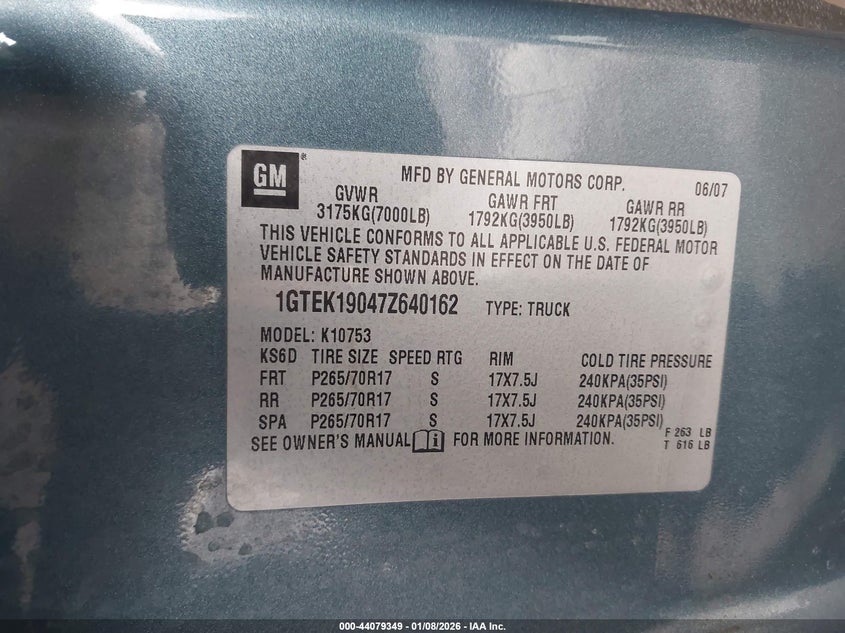 GM ® MFD BY GENERAL MOTORS CORP. 06/07
GVWR GAWR FRT GAWR RR
3175KG(7000LB) 1792KG(3950LB) 1792KG(3950LB)
THIS VEHICLE CONFORMS TO ALL APPLICABLE U.S. FEDERAL MOTOR
VEHICLE SAFETY STANDARDS IN EFFECT ON THE DATE OF
MANUFACTURE SHOWN ABOVE.
1GTEK19047Z640162 TYPE: TRUCK
MODEL: K10753
KS6D TIRE SIZE SPEED RTG RIM COLD TIRE PRESSURE
FRT P265/70R17 S 17X7.5J 240KPA(35PSI)
RR P265/70R17 S 17X7.5J 240KPA(35PSI)
SPA P265/70R17 S 17X7.5J 240KPA(35PSI)
SEE OWNER'S MANUAL i FOR MORE INFORMATION.
F 263 LB
T 616 LB
000-44079349 - 01/08/2026 - IAA Inc.